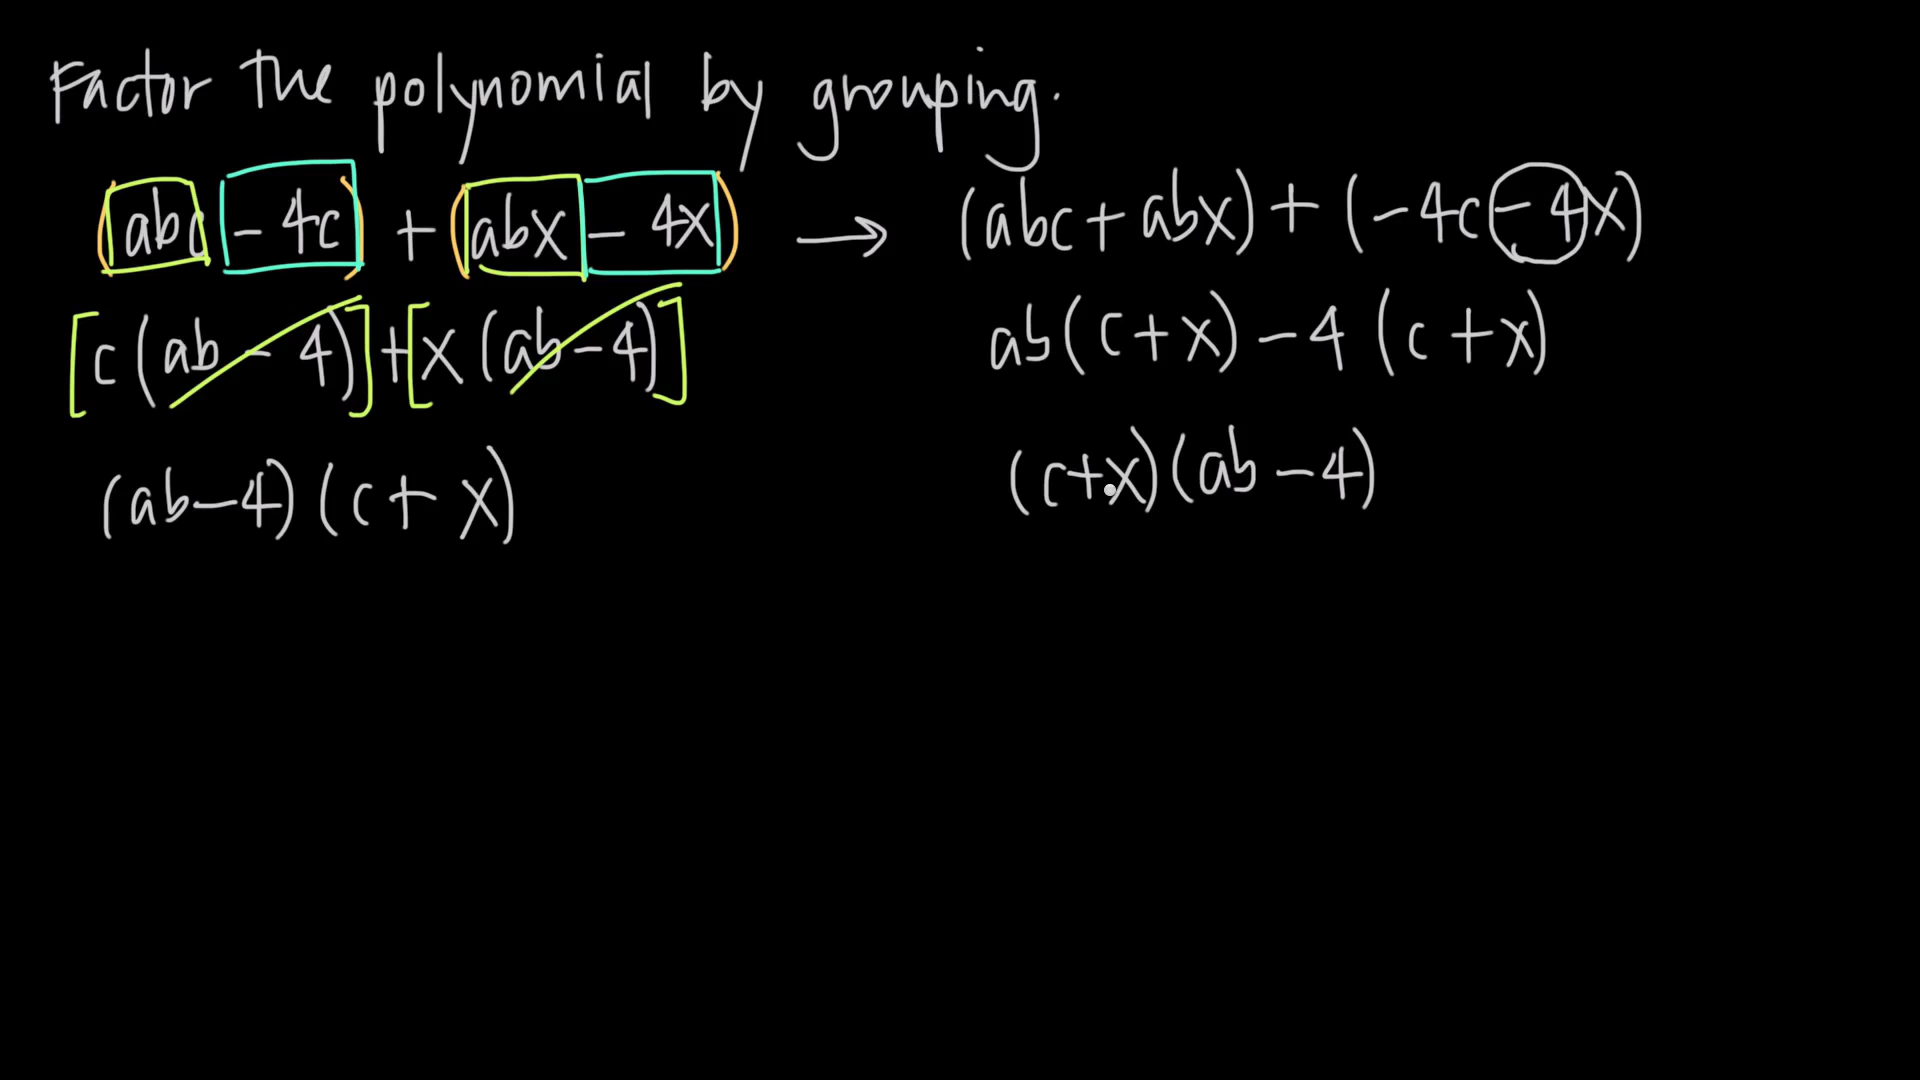 Factor the polynomial by grouping.
(abc - 4c) + (abx - 4x) → (abc + abx) + (-4c - 4x)
[c(ab - 4)] + [x(ab - 4)]
ab(c + x) - 4(c + x)
(ab - 4)(c + x)
(c + x)(ab - 4)